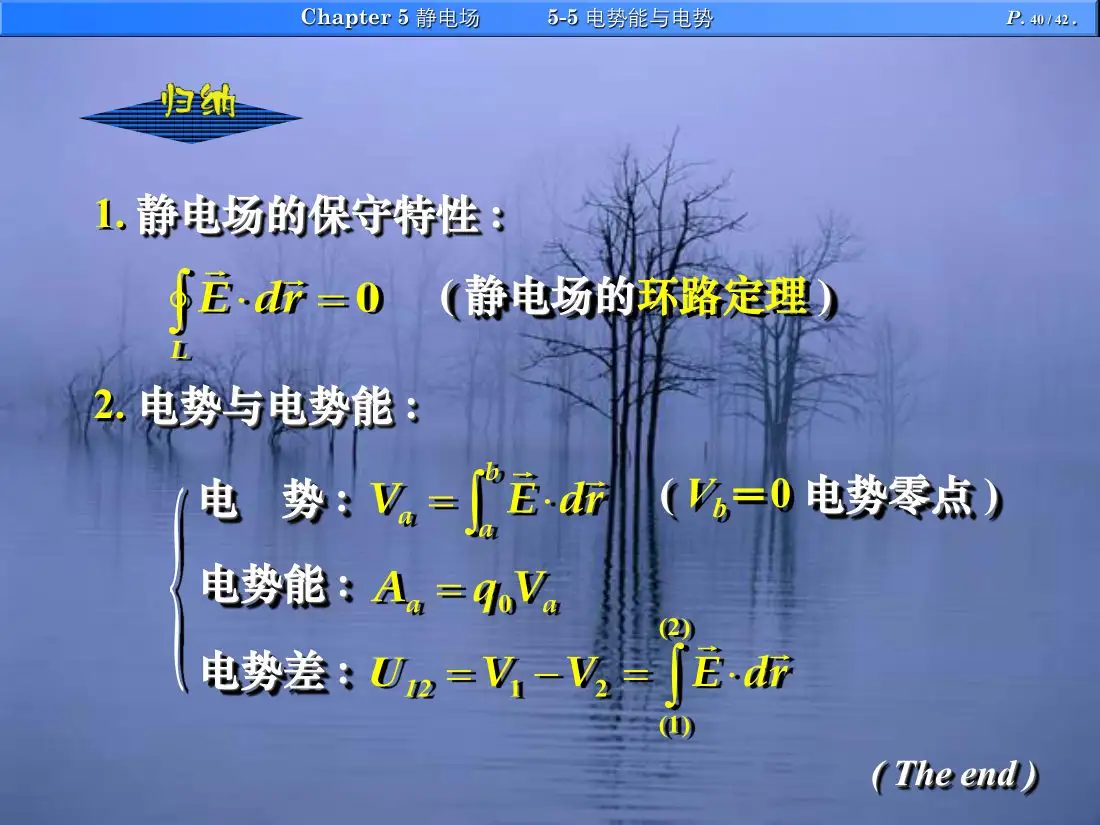 Chapter 5 静电场 5-5 电势能与电势 P. 40 / 42 .
归纳
1. 静电场的保守特性：
∮_L E⃗ · dr⃗ = 0 (静电场的环路定理)
2. 电势与电势能：
电 势： V_a = ∫_a^b E⃗ · dr⃗ ( V_b＝0 电势零点 )
电势能： A_a = q_0V_a
电势差： U_12 = V_1 − V_2 = ∫_(1)^(2) E⃗ · dr⃗
( The end )